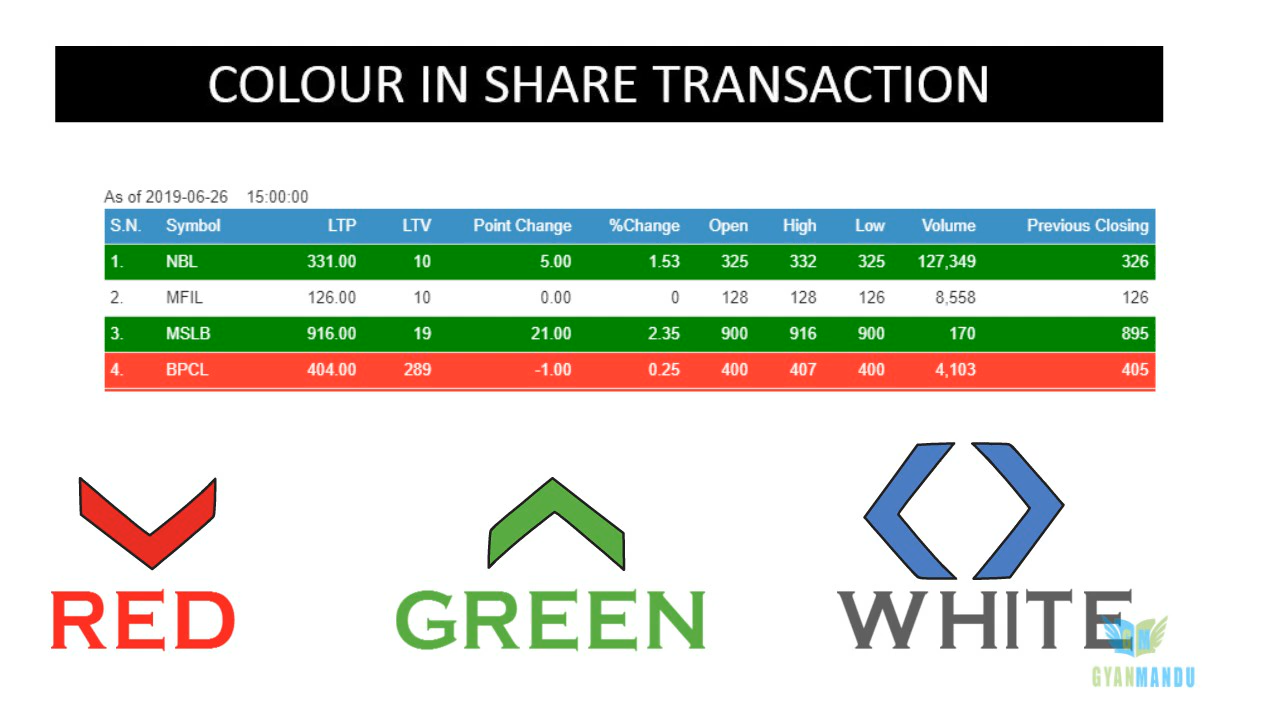 COLOUR IN SHARE TRANSACTION
As of 2019-06-26 15:00:00
S.N. Symbol LTP LTV Point Change %Change Open High Low Volume Previous Closing
1. NBL 331.00 10 5.00 1.53 325 332 325 127,349 326
2. MFIL 126.00 10 0.00 0 128 128 126 8,558 126
3. MSLB 916.00 19 21.00 2.35 900 916 900 170 895
4. BPCL 404.00 289 -1.00 0.25 400 407 400 4,103 405
RED GREEN WHITE
GM
GYANMANDU